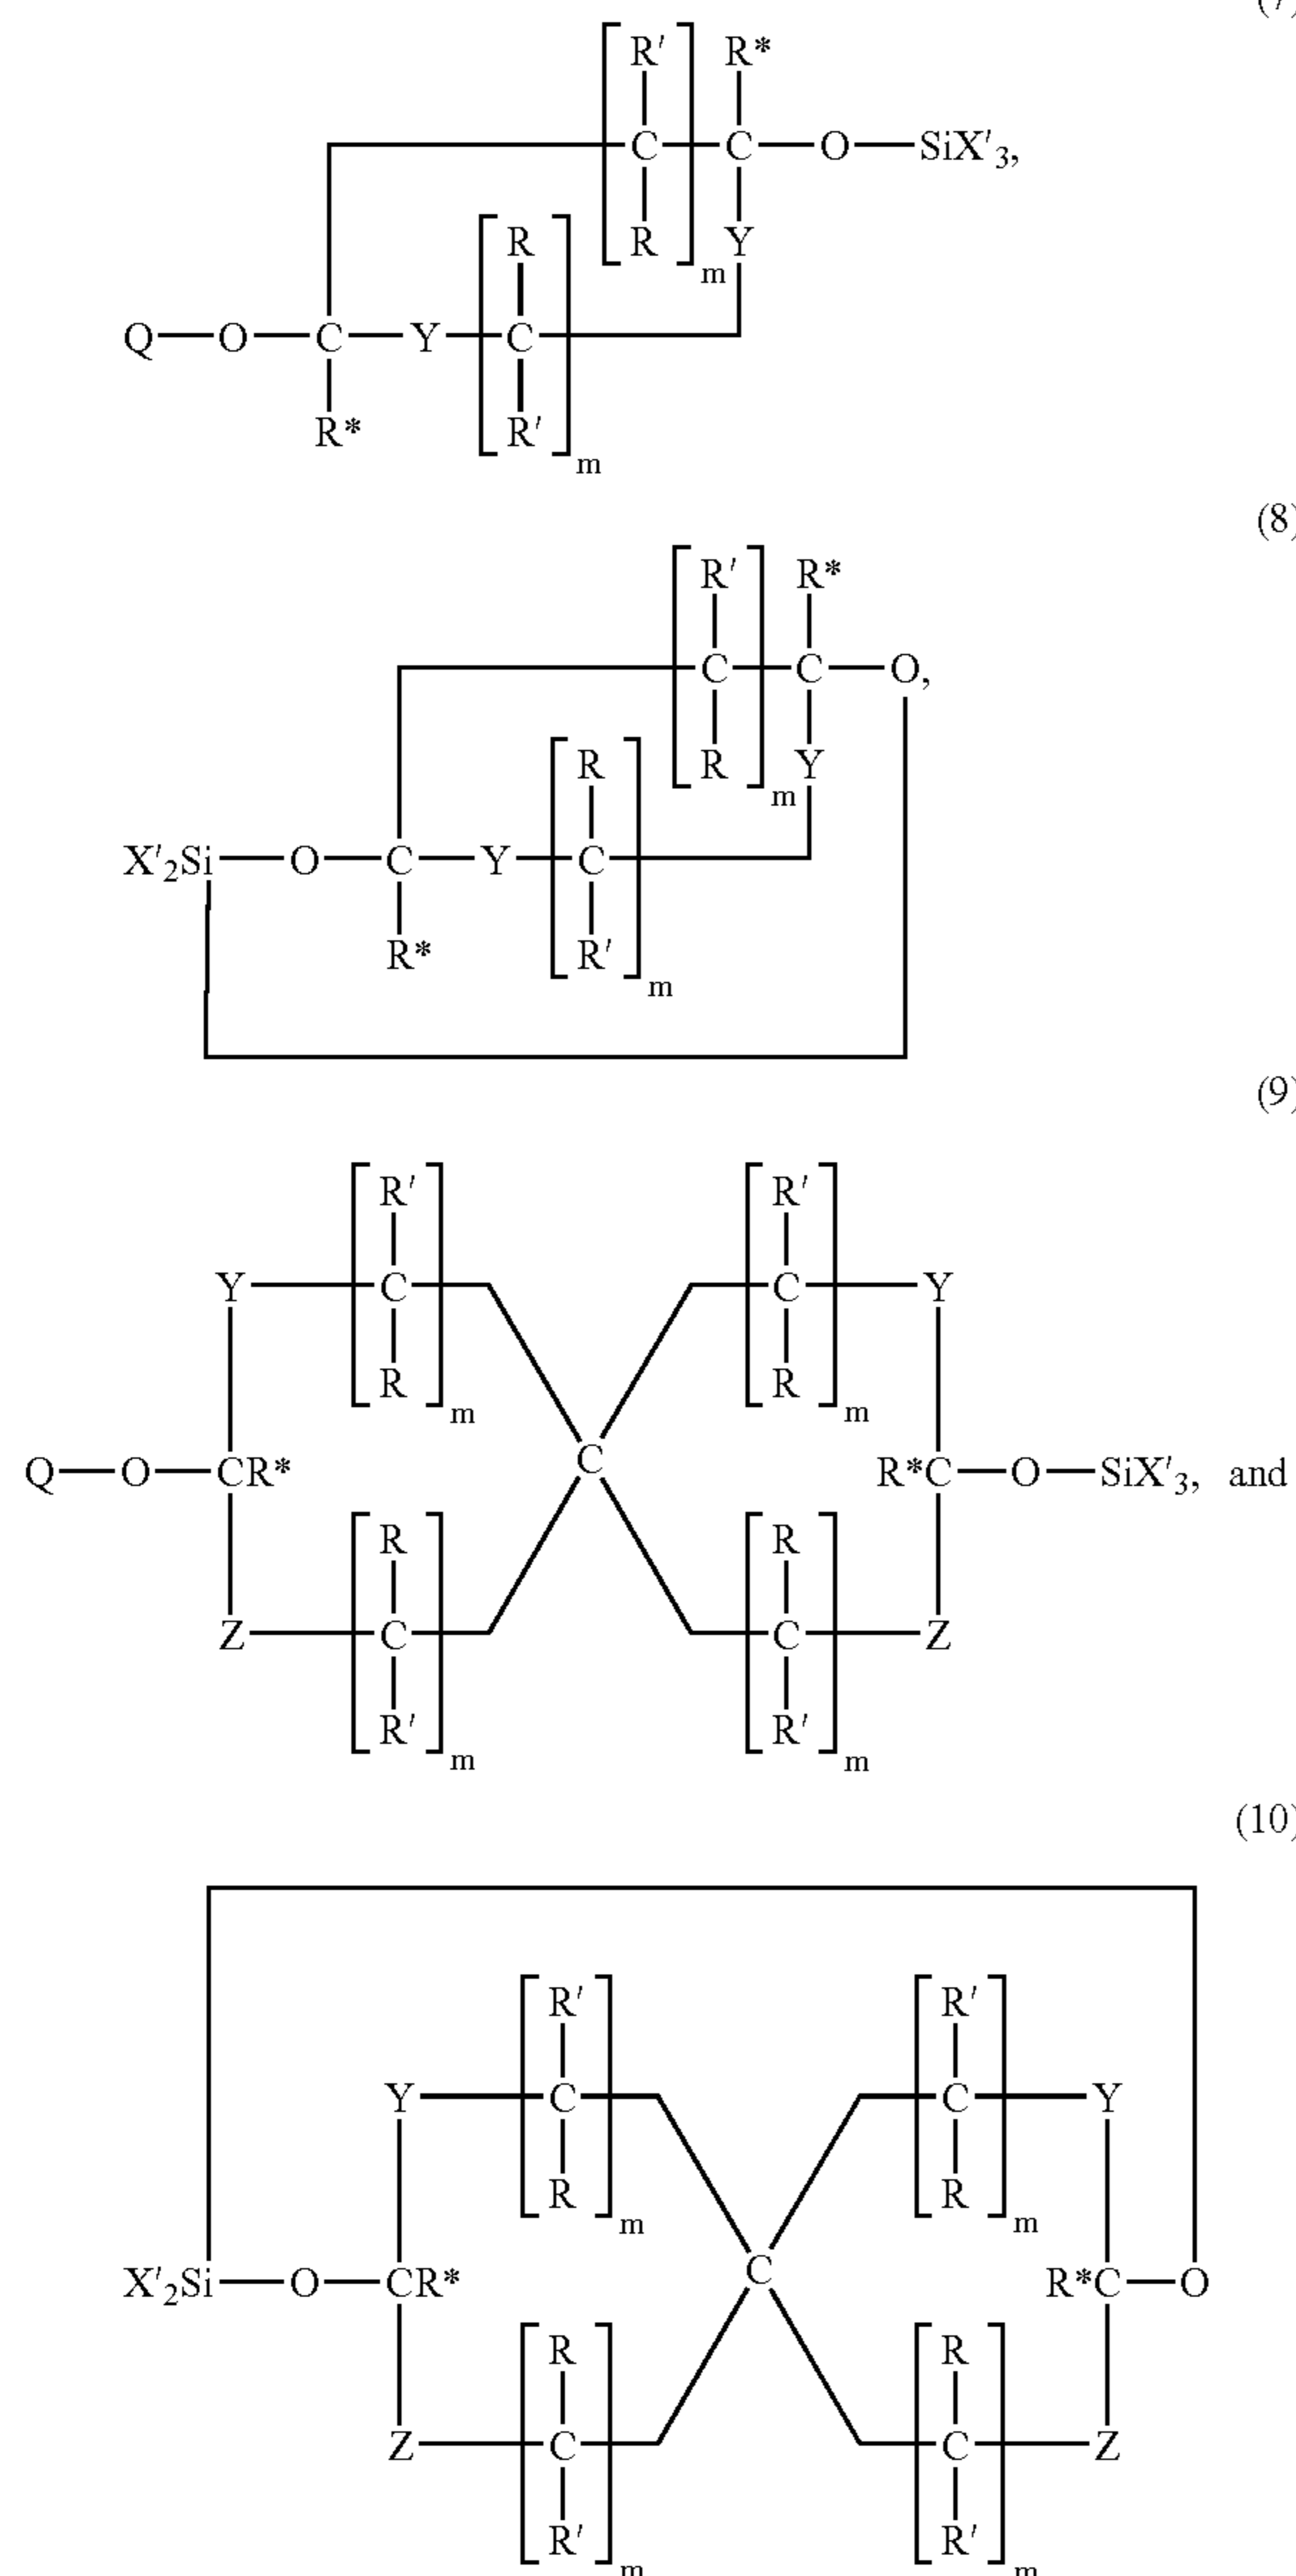 (7)
R' R*
C C O SiX'3,
R R Y
m
Q O C Y C
R* R'
m
(8)
R' R*
C C O,
R R Y
m
X'2Si O C Y C
R* R'
m
(9)
R' R'
Y C C Y
R R
m m
C
Q O CR* R*C O SiX'3, and
R R
Z C C Z
R' R'
m m
(10)
R' R'
Y C C Y
R R
m m
C
X'2Si O CR* R*C O
R R
Z C C Z
R' R'
m m